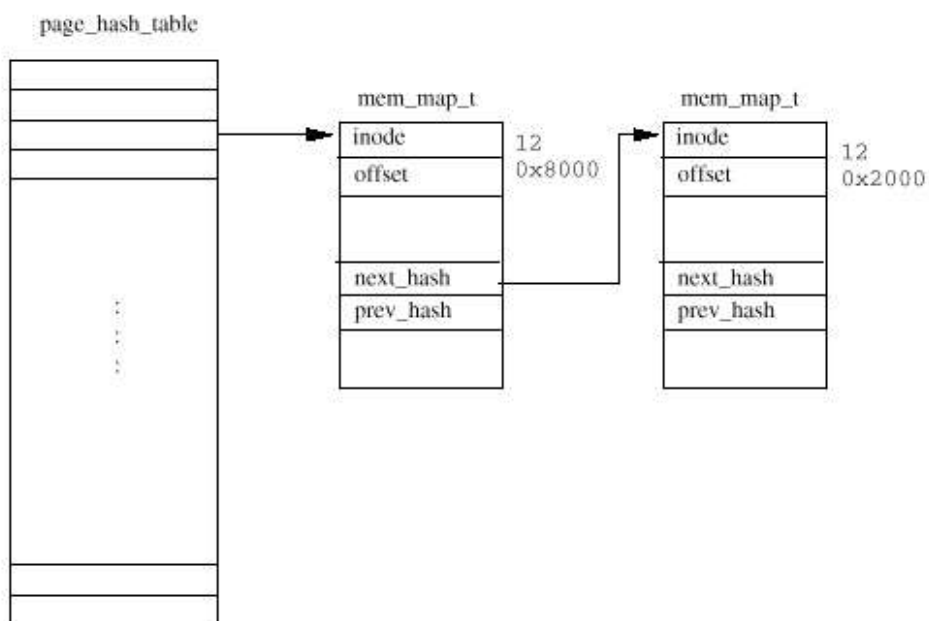 page_hash_table
mem_map_t
inode
12
offset
0x8000
next_hash
prev_hash
mem_map_t
inode
12
offset
0x2000
next_hash
prev_hash